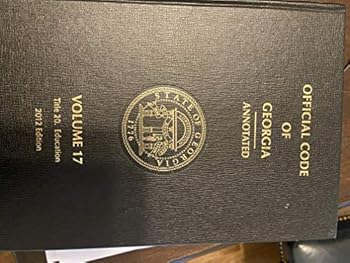 OFFICIAL CODE
OF
GEORGIA
ANNOTATED
STATE OF GEORGIA
1776
VOLUME 17
Title 20: Education
2012 Edition